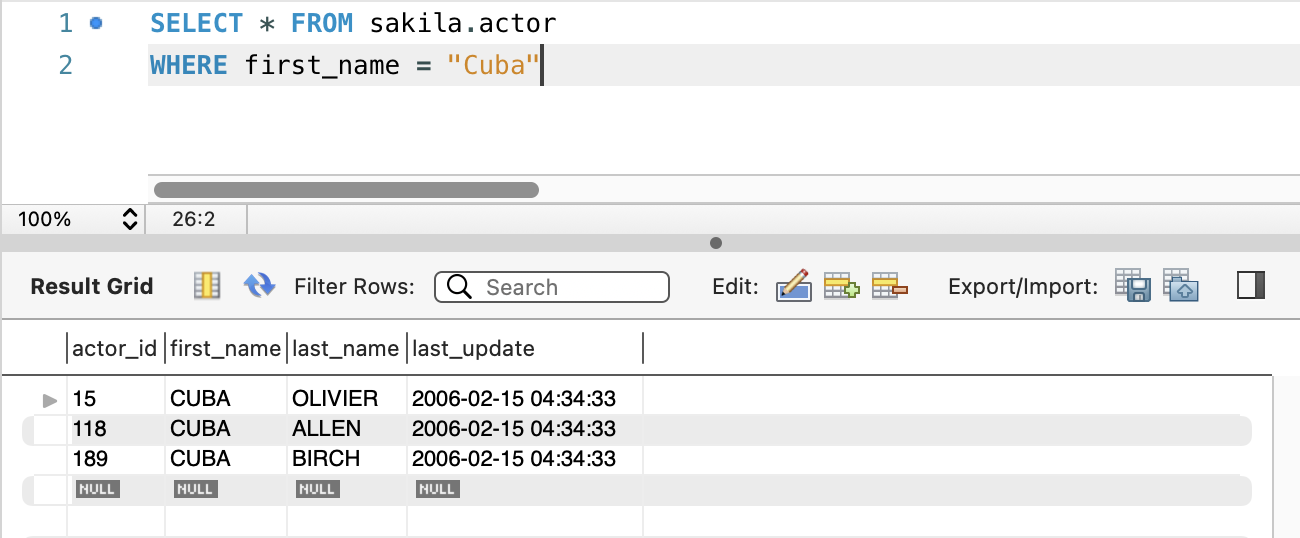 1 SELECT * FROM sakila.actor
2 WHERE first_name = "Cuba"
100% 26:2
Result Grid Filter Rows: Search Edit: Export/Import:
actor_id first_name last_name last_update
15 CUBA OLIVIER 2006-02-15 04:34:33
118 CUBA ALLEN 2006-02-15 04:34:33
189 CUBA BIRCH 2006-02-15 04:34:33
NULL NULL NULL NULL